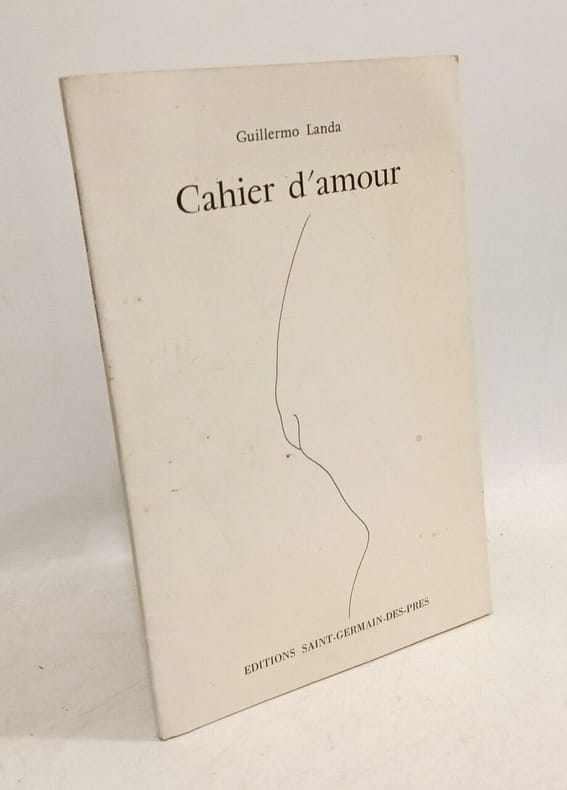 Guillermo Landa
Cahier d'amour
EDITIONS SAINT-GERMAIN-DES-PRES